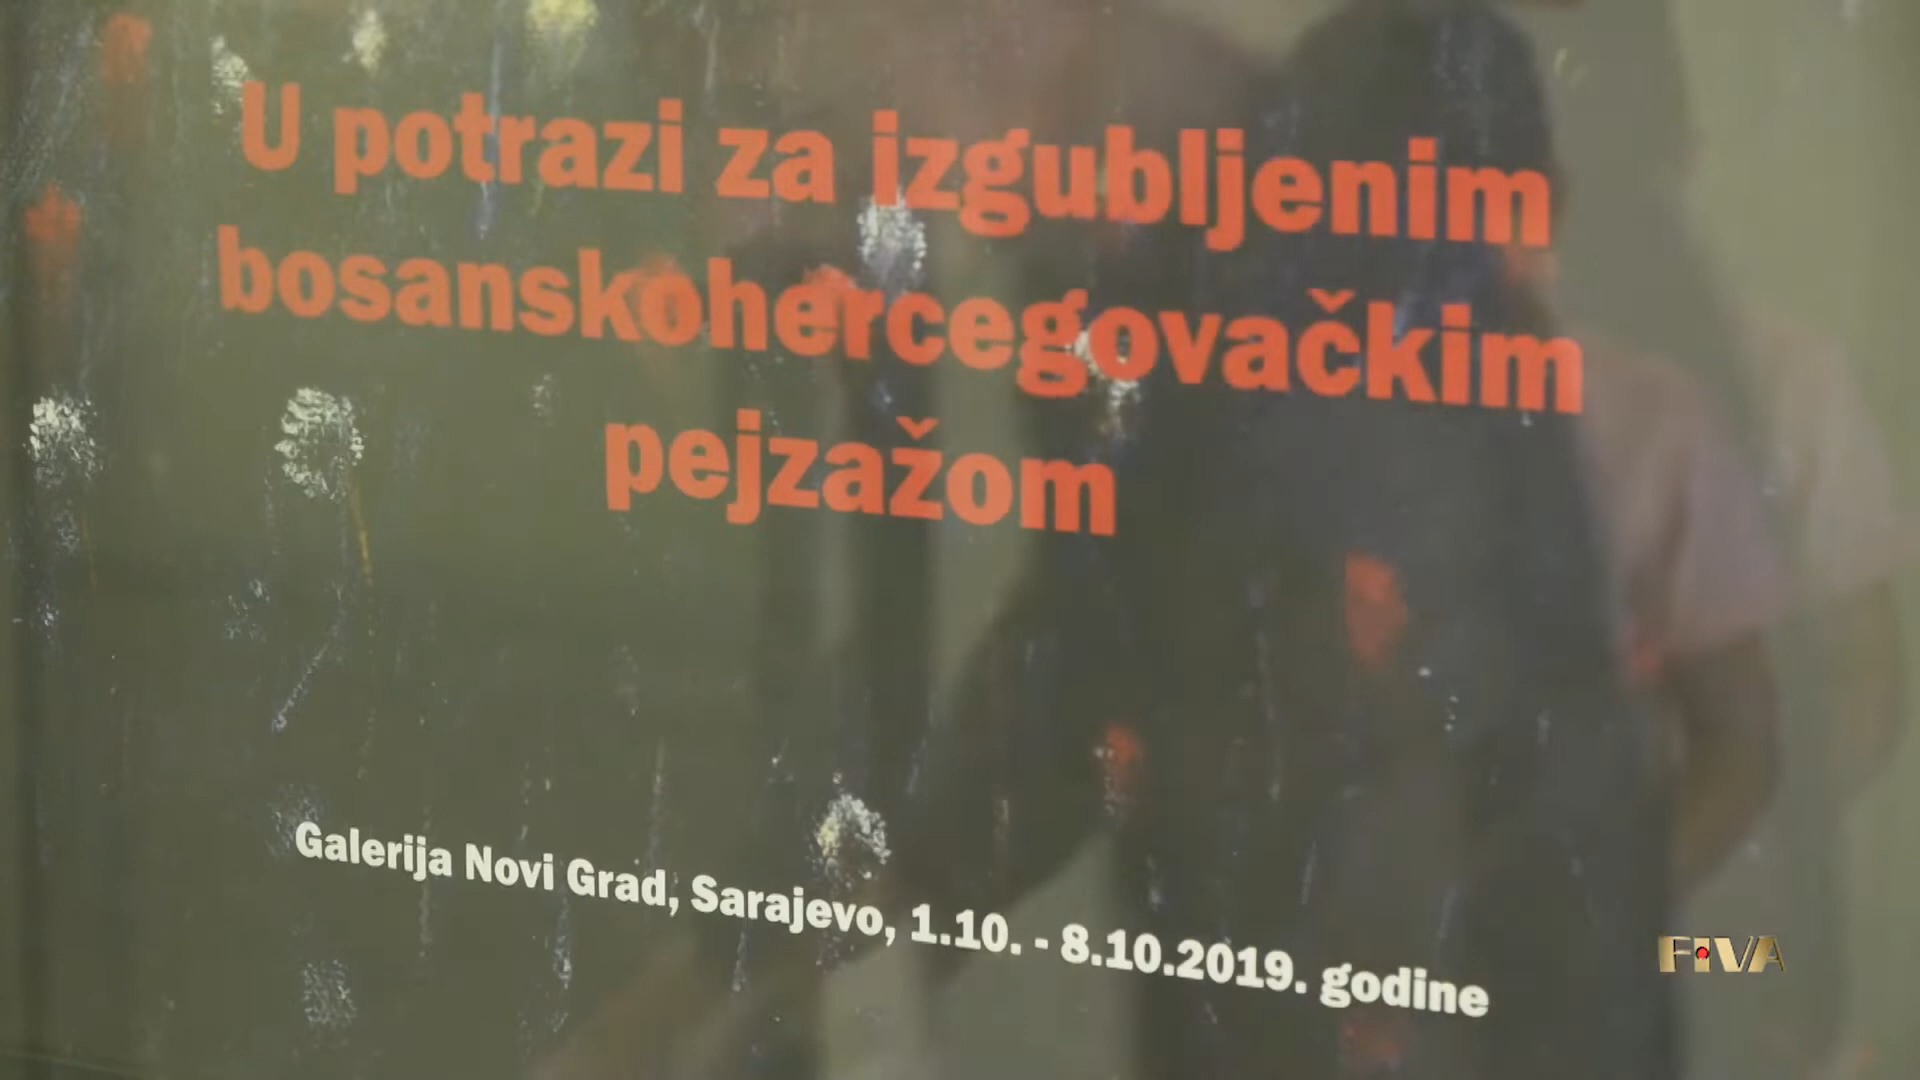 U potrazi za izgubljenim
bosanskohercegovačkim
pejzažom
Galerija Novi Grad, Sarajevo, 1.10. - 8.10.2019. godine
FIVA